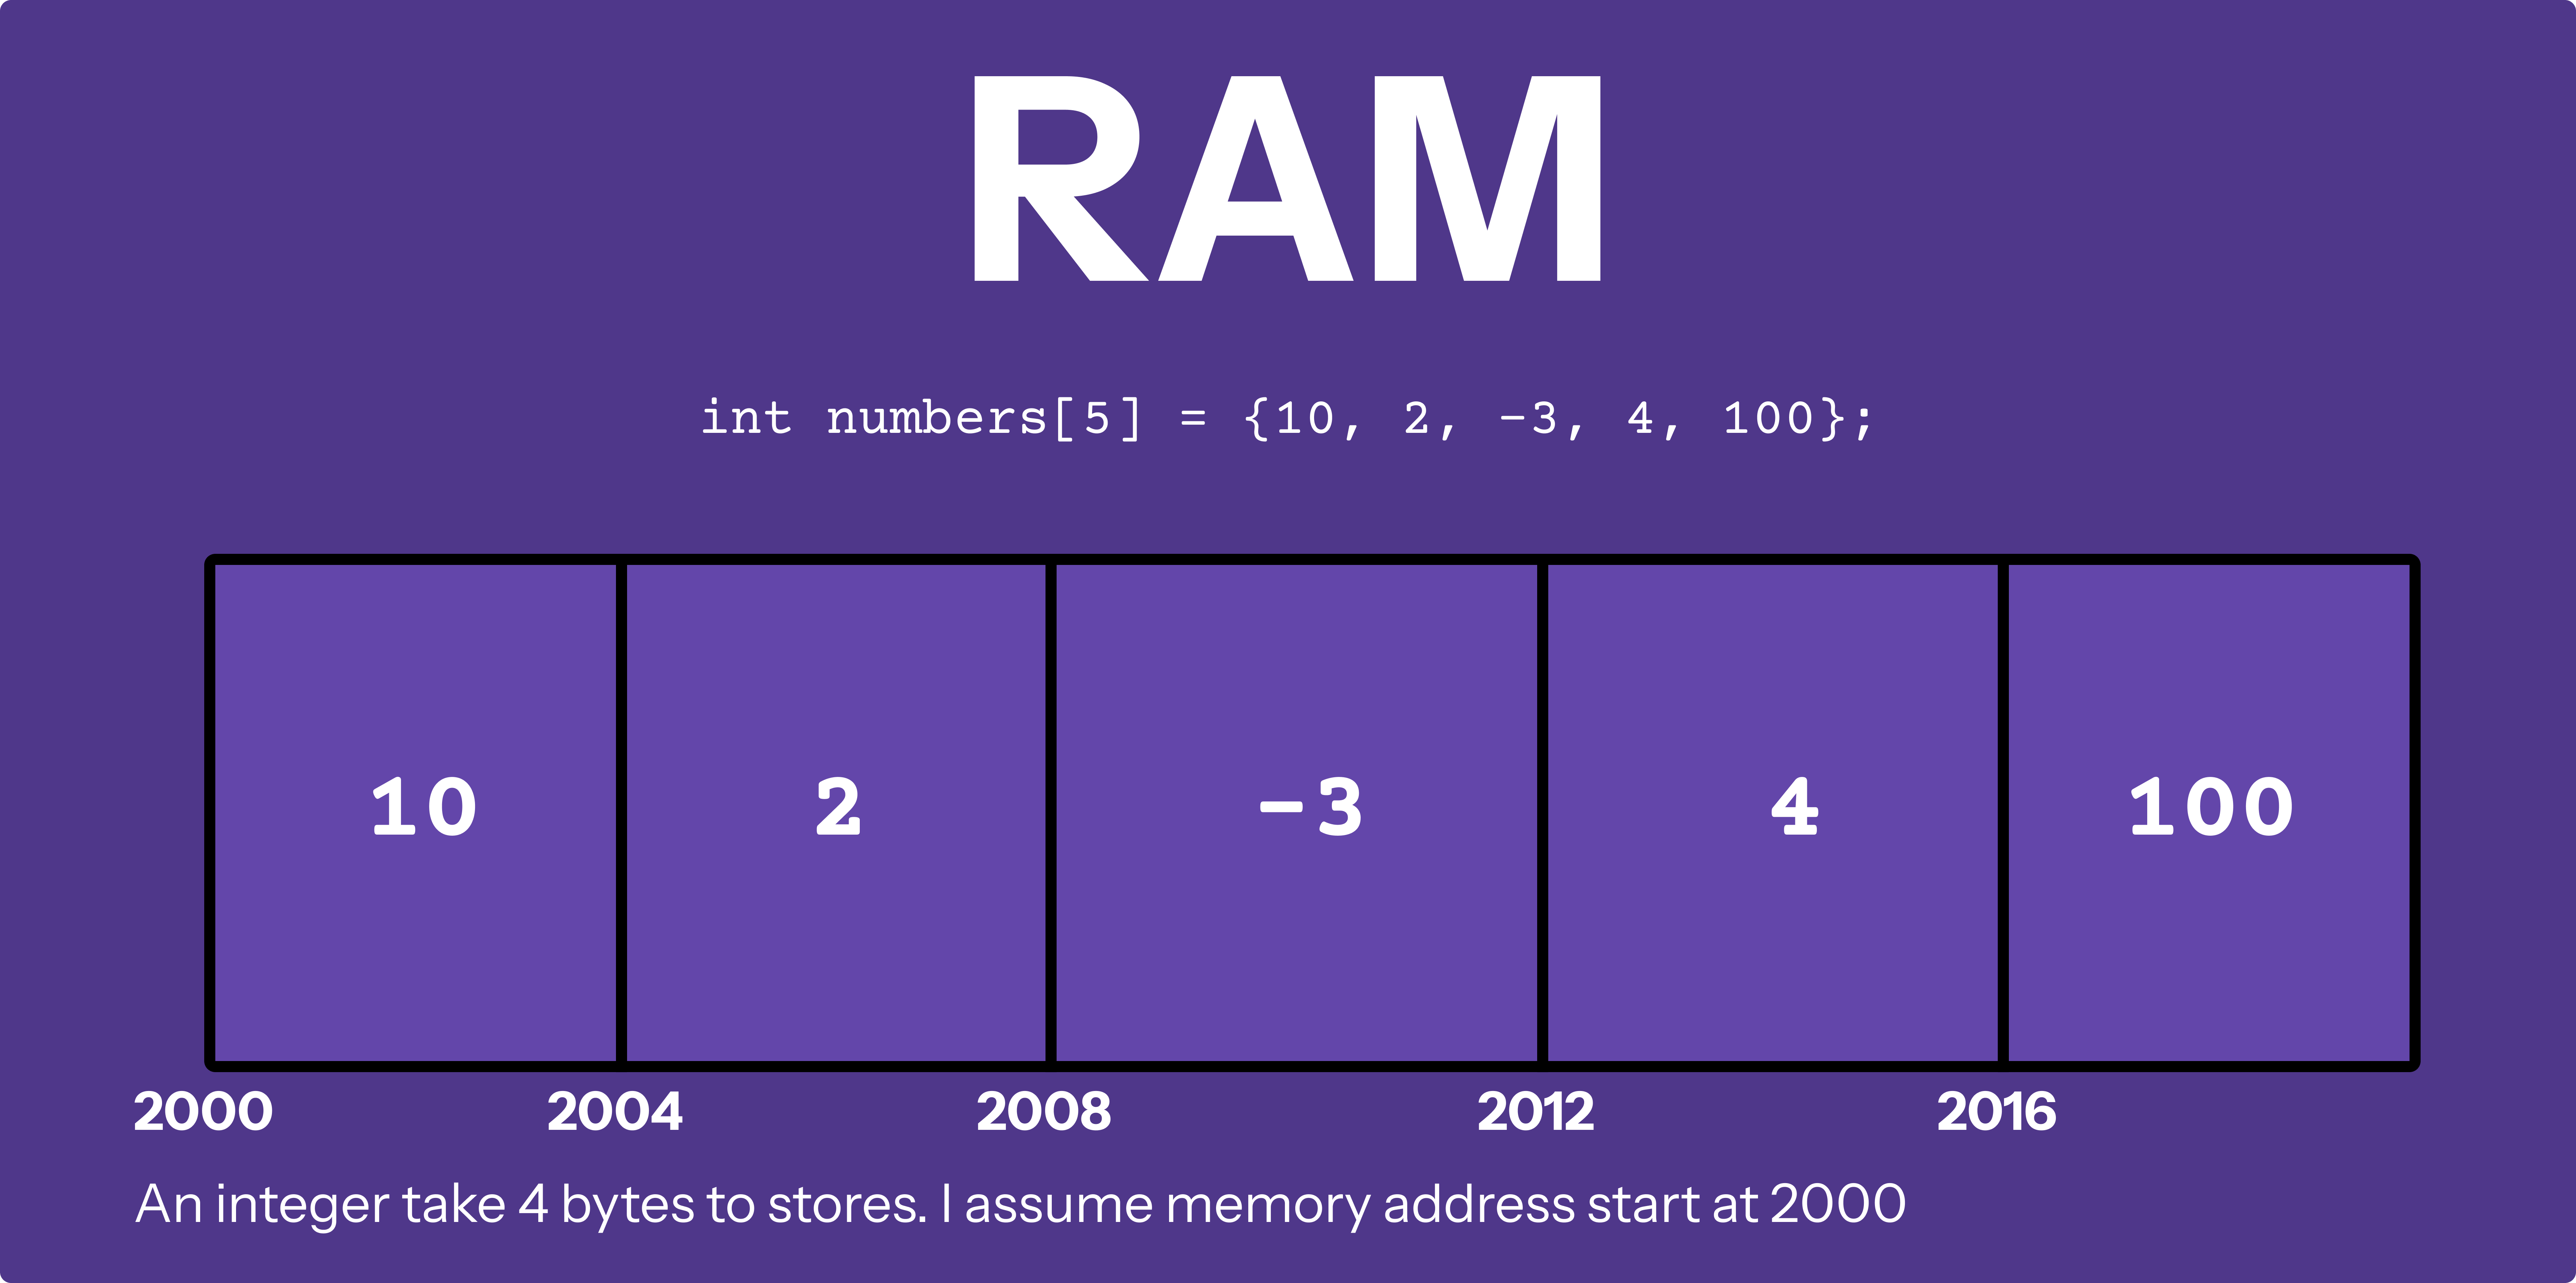 RAM
int numbers[5] = {10, 2, -3, 4, 100};
10 2 -3 4 100
2000 2004 2008 2012 2016
An integer take 4 bytes to stores. I assume memory address start at 2000